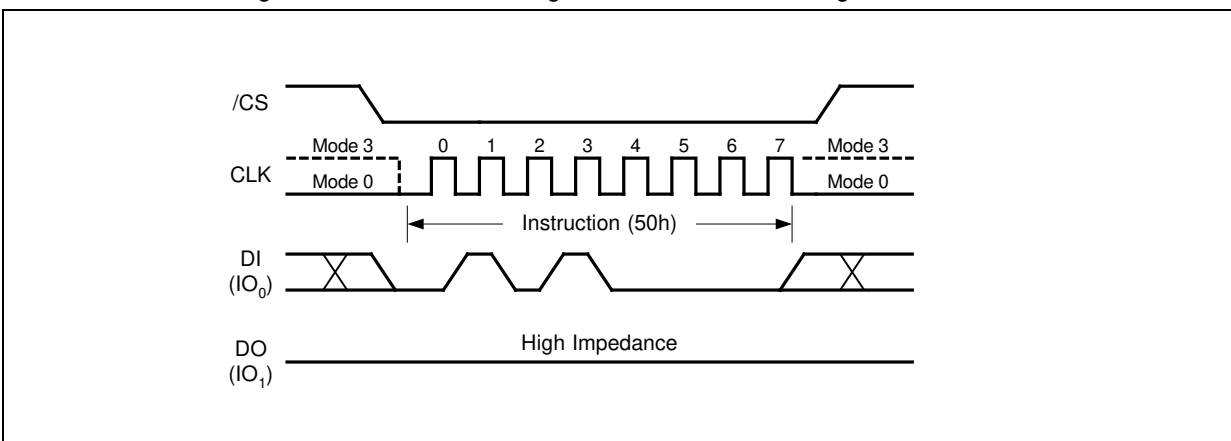 /CS
Mode 3 0 1 2 3 4 5 6 7 Mode 3
CLK
Mode 0 Mode 0
Instruction (50h)
DI
(IO₀)
High Impedance
DO
(IO₁)